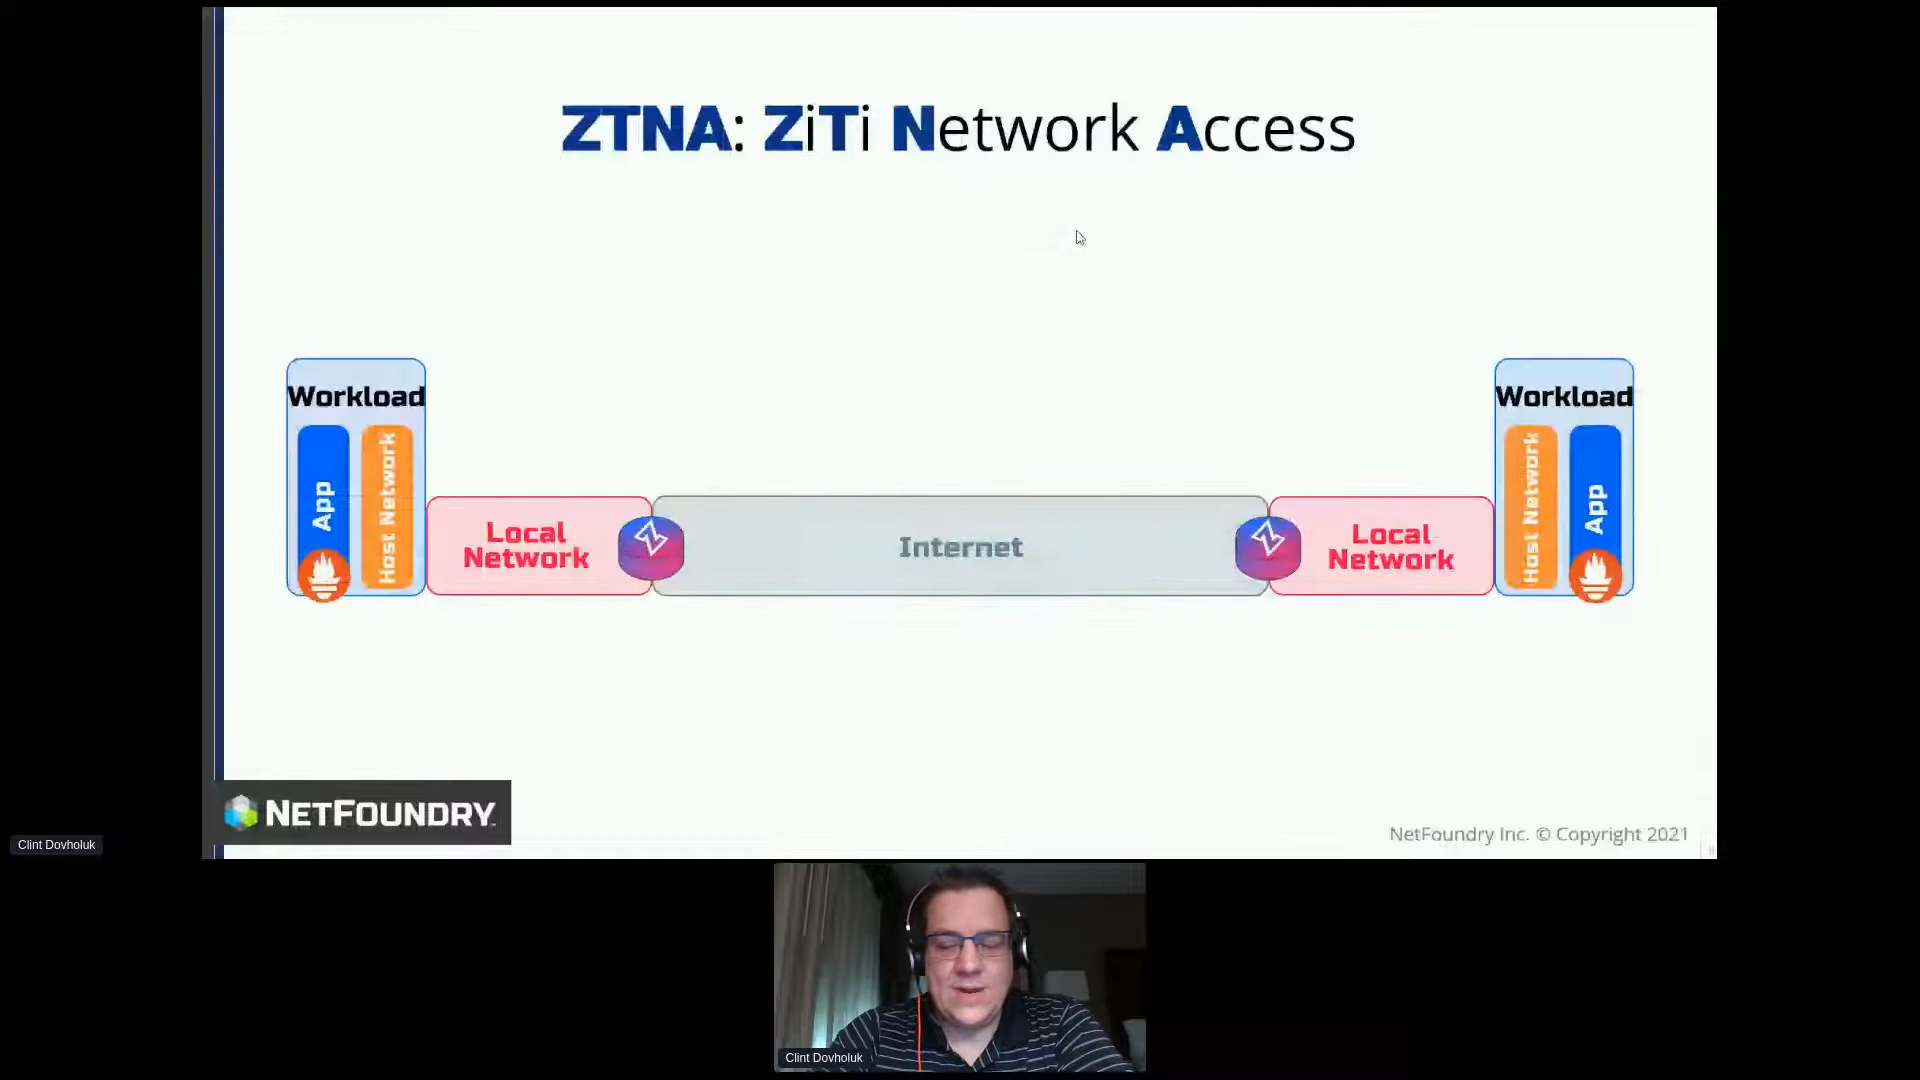 ZTNA: ZiTi Network Access
Workload
App
Host Network
Local
Network
Internet
Local
Network
Workload
Host Network
App
NETFOUNDRY
NetFoundry Inc. © Copyright 2021
Clint Dovholuk
Clint Dovholuk